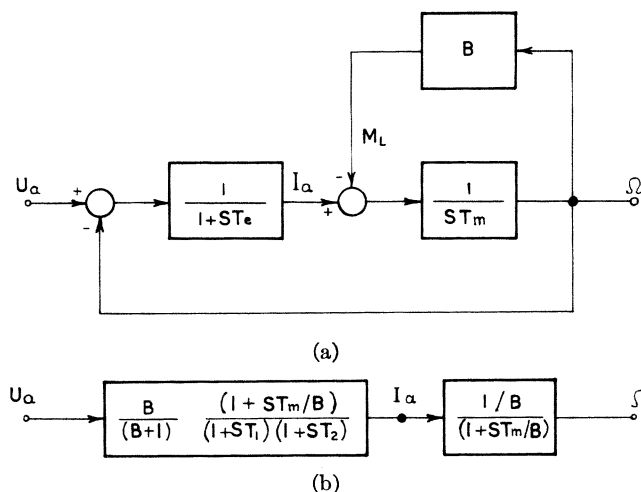 B
M_L
U_a
+
-
1
1+ST_e
I_a
-
+
1
ST_m
Ω
(a)
U_a
B
(B+1)
(1+ST_m/B)
(1+ST_1)(1+ST_2)
I_a
1/B
(1+ST_m/B)
(b)